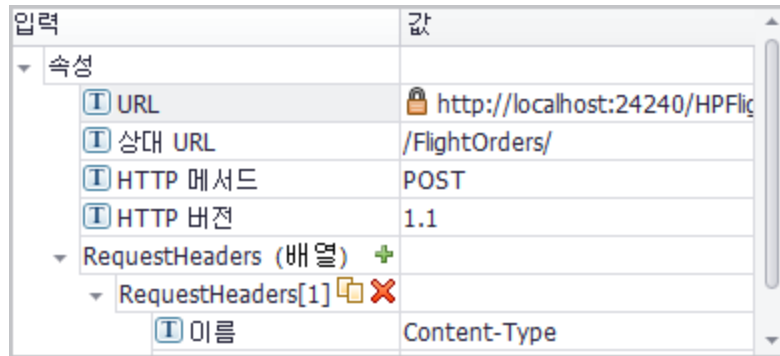 입력 값
속성
URL http://localhost:24240/HPFlig
상대 URL /FlightOrders/
HTTP 메서드 POST
HTTP 버전 1.1
RequestHeaders (배열)
RequestHeaders[1]
이름 Content-Type